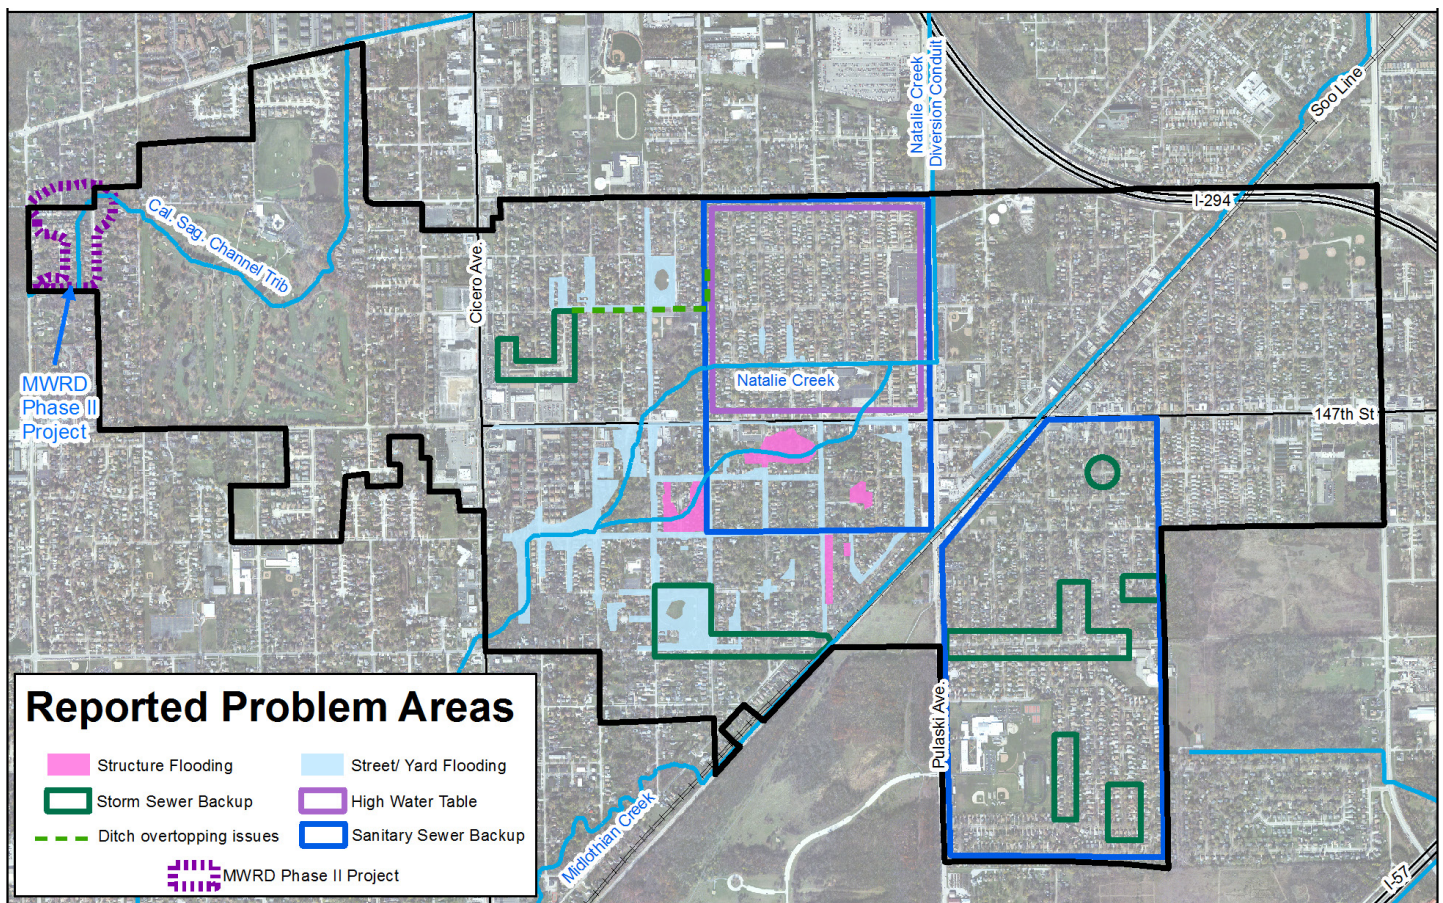 Natalie Creek
Diversion Conduit
Soo Line
I-294
Cal. Sag. Channel Trib
Cicero Ave.
MWRD
Phase II
Project
Natalie Creek
147th St
Pulaski Ave.
Midlothian Creek
I-57
Reported Problem Areas
Structure Flooding
Street/ Yard Flooding
Storm Sewer Backup
High Water Table
Ditch overtopping issues
Sanitary Sewer Backup
MWRD Phase II Project